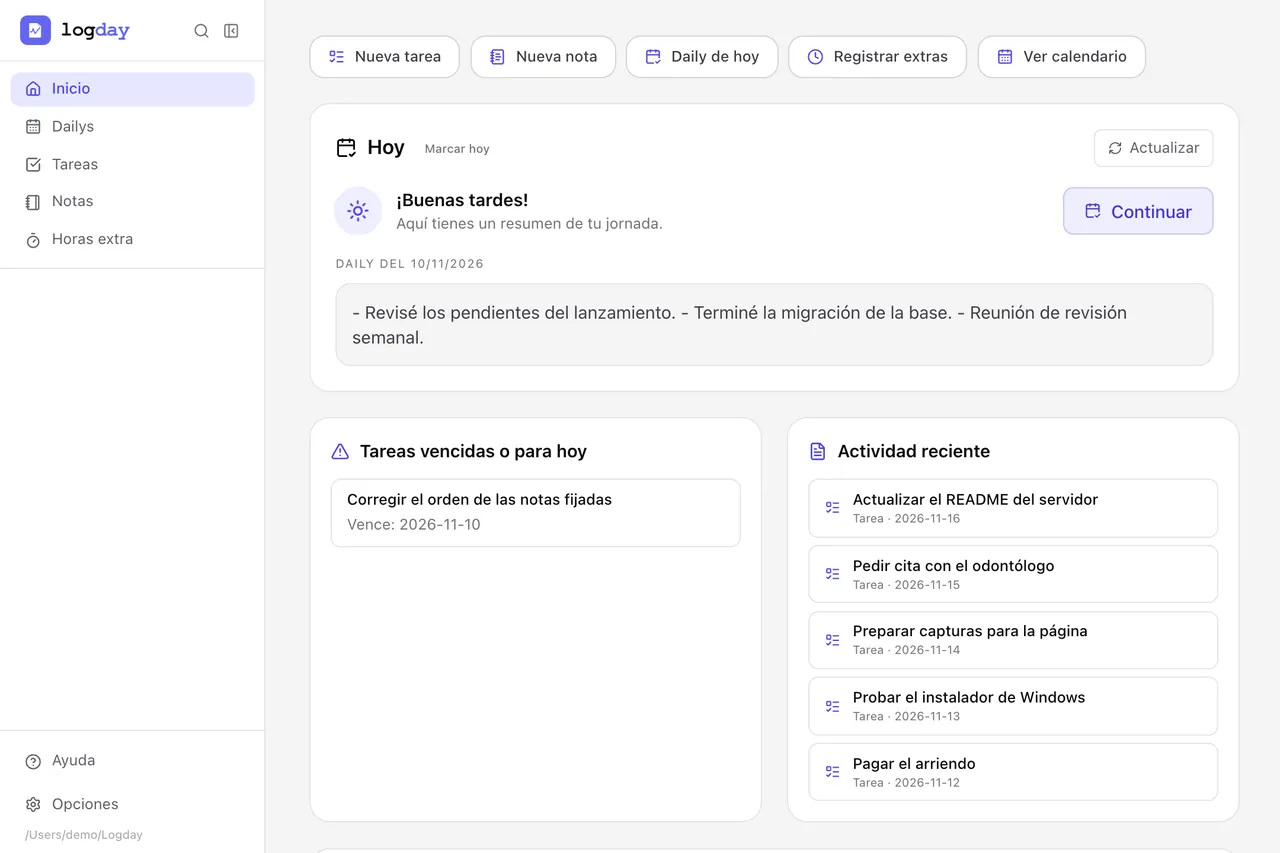 logday
Inicio
Dailys
Tareas
Notas
Horas extra
Ayuda
Opciones
/Users/demo/Logday
Nueva tarea
Nueva nota
Daily de hoy
Registrar extras
Ver calendario
Hoy
Marcar hoy
Actualizar
¡Buenas tardes!
Aquí tienes un resumen de tu jornada.
Continuar
DAILY DEL 10/11/2026
- Revisé los pendientes del lanzamiento. - Terminé la migración de la base. - Reunión de revisión
semanal.
Tareas vencidas o para hoy
Corregir el orden de las notas fijadas
Vence: 2026-11-10
Actividad reciente
Actualizar el README del servidor
Tarea · 2026-11-16
Pedir cita con el odontólogo
Tarea · 2026-11-15
Preparar capturas para la página
Tarea · 2026-11-14
Probar el instalador de Windows
Tarea · 2026-11-13
Pagar el arriendo
Tarea · 2026-11-12